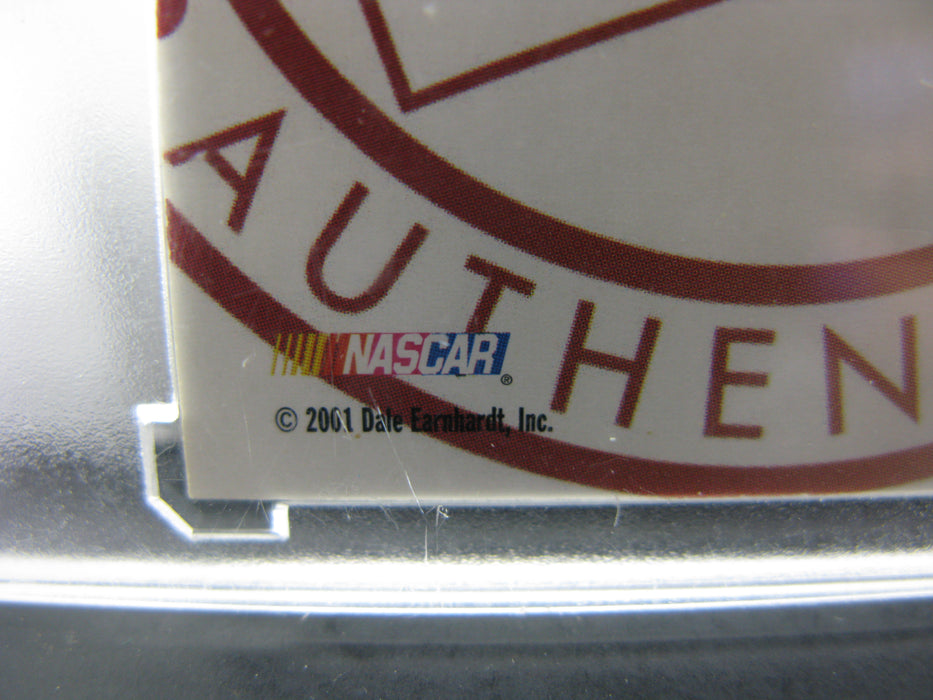 AUTHEN
NASCAR®
© 2001 Dale Earnhardt, Inc.